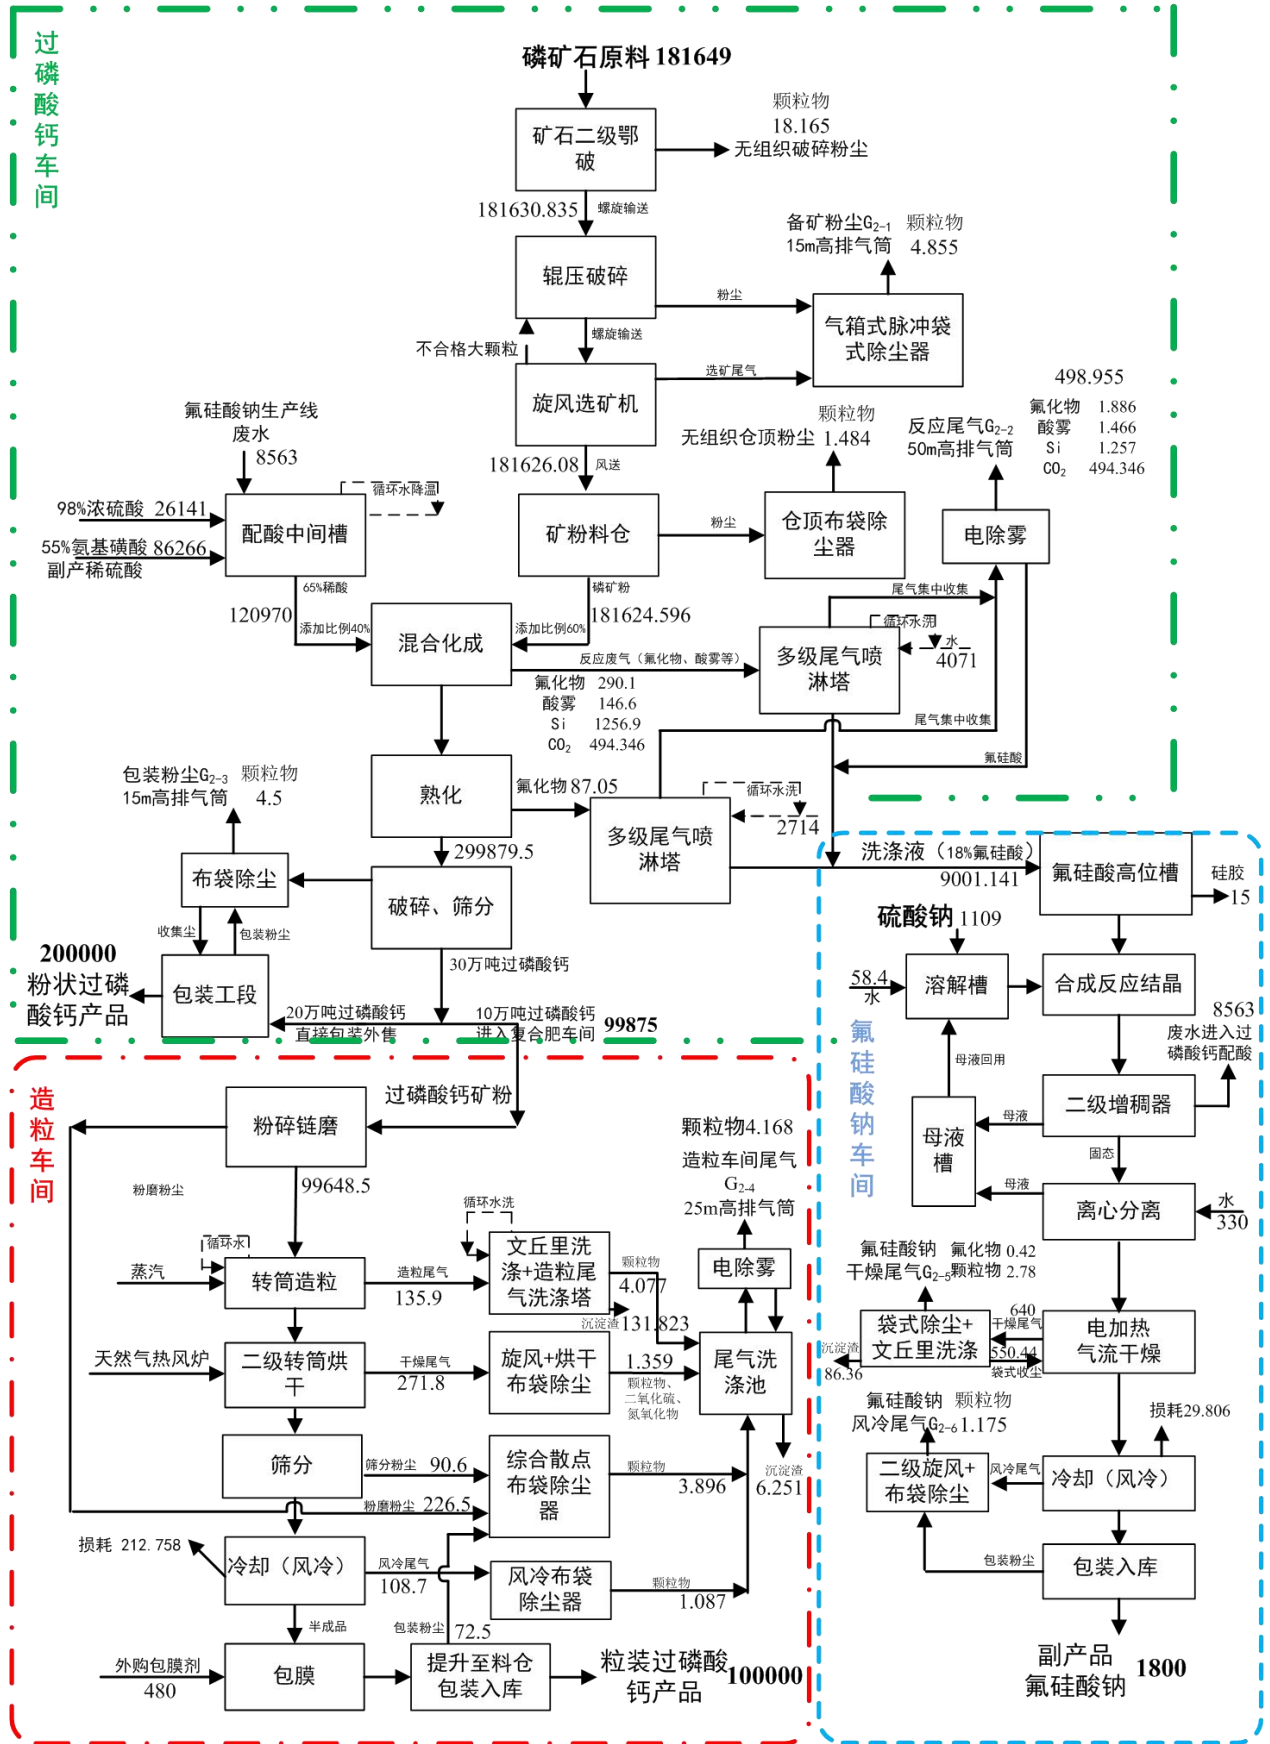 过磷酸钙车间
磷矿石原料 181649
矿石二级鄂
破
颗粒物
18.165
无组织破碎粉尘
181630.835 螺旋输送
辊压破碎
备矿粉尘G2-1 颗粒物
15m高排气筒 4.855
粉尘
气箱式脉冲袋
式除尘器
不合格大颗粒
螺旋输送
选矿尾气
旋风选矿机
181626.08 风送
氟硅酸钠生产线
废水
8563
98%浓硫酸 26141
55%氨基磺酸 86266
副产稀硫酸
配酸中间槽
循环水降温
矿粉料仓
粉尘
无组织仓顶粉尘
颗粒物
1.484
仓顶布袋除
尘器
498.955
反应尾气G2-2
50m高排气筒
氟化物 1.886
酸雾 1.466
Si 1.257
CO2 494.346
电除雾
65%稀酸
120970
添加比例40%
磷矿粉
181624.596
添加比例60%
混合化成
反应废气（氟化物、酸雾等）
氟化物 290.1
酸雾 146.6
Si 1256.9
CO2 494.346
尾气集中收集
循环水洗
水
4071
多级尾气喷
淋塔
尾气集中收集
氟硅酸
熟化
氟化物 87.05
循环水洗
2714
多级尾气喷
淋塔
包装粉尘G2-3 颗粒物
15m高排气筒 4.5
299879.5
布袋除尘
破碎、筛分
收集尘
包装粉尘
200000
粉状过磷
酸钙产品
包装工段
30万吨过磷酸钙
20万吨过磷酸钙
直接包装外售
10万吨过磷酸钙
进入复合肥车间 99875
洗涤液（18%氟硅酸）
9001.141
氟硅酸高位槽
硅胶
15
硫酸钠 1109
58.4
水
溶解槽
合成反应结晶
8563
废水进入过
磷酸钙配酸
氟硅酸钠车间
母液回用
二级增稠器
母液
母液
槽
固态
母液
离心分离
水
330
氟硅酸钠 氟化物 0.42
干燥尾气G2-5 颗粒物 2.78
640
干燥尾气
袋式除尘+
文丘里洗涤
550.44
袋式收尘
沉淀渣
86.36
电加热
气流干燥
氟硅酸钠 颗粒物
风冷尾气G2-6 1.175
损耗29.806
二级旋风+
布袋除尘
风冷尾气
冷却（风冷）
包装粉尘
包装入库
副产品
氟硅酸钠
1800
造粒车间
粉碎链磨
过磷酸钙矿粉
粉磨粉尘
99648.5
颗粒物4.168
造粒车间尾气
G2-4
25m高排气筒
循环水
蒸汽
转筒造粒
造粒尾气
135.9
循环水洗
文丘里洗
涤+造粒尾
气洗涤塔
颗粒物
4.077
沉淀渣 131.823
电除雾
天然气热风炉
二级转筒烘
干
干燥尾气
271.8
旋风+烘干
布袋除尘
1.359
颗粒物、
二氧化硫、
氮氧化物
尾气洗
涤池
筛分
筛分粉尘 90.6
粉磨粉尘 226.5
综合散点
布袋除尘
器
颗粒物
3.896
沉淀渣
6.251
损耗 212.758
冷却（风冷）
风冷尾气
108.7
风冷布袋
除尘器
颗粒物
1.087
半成品
包装粉尘 72.5
外购包膜剂
480
包膜
提升至料仓
包装入库
粒装过磷酸
钙产品
100000